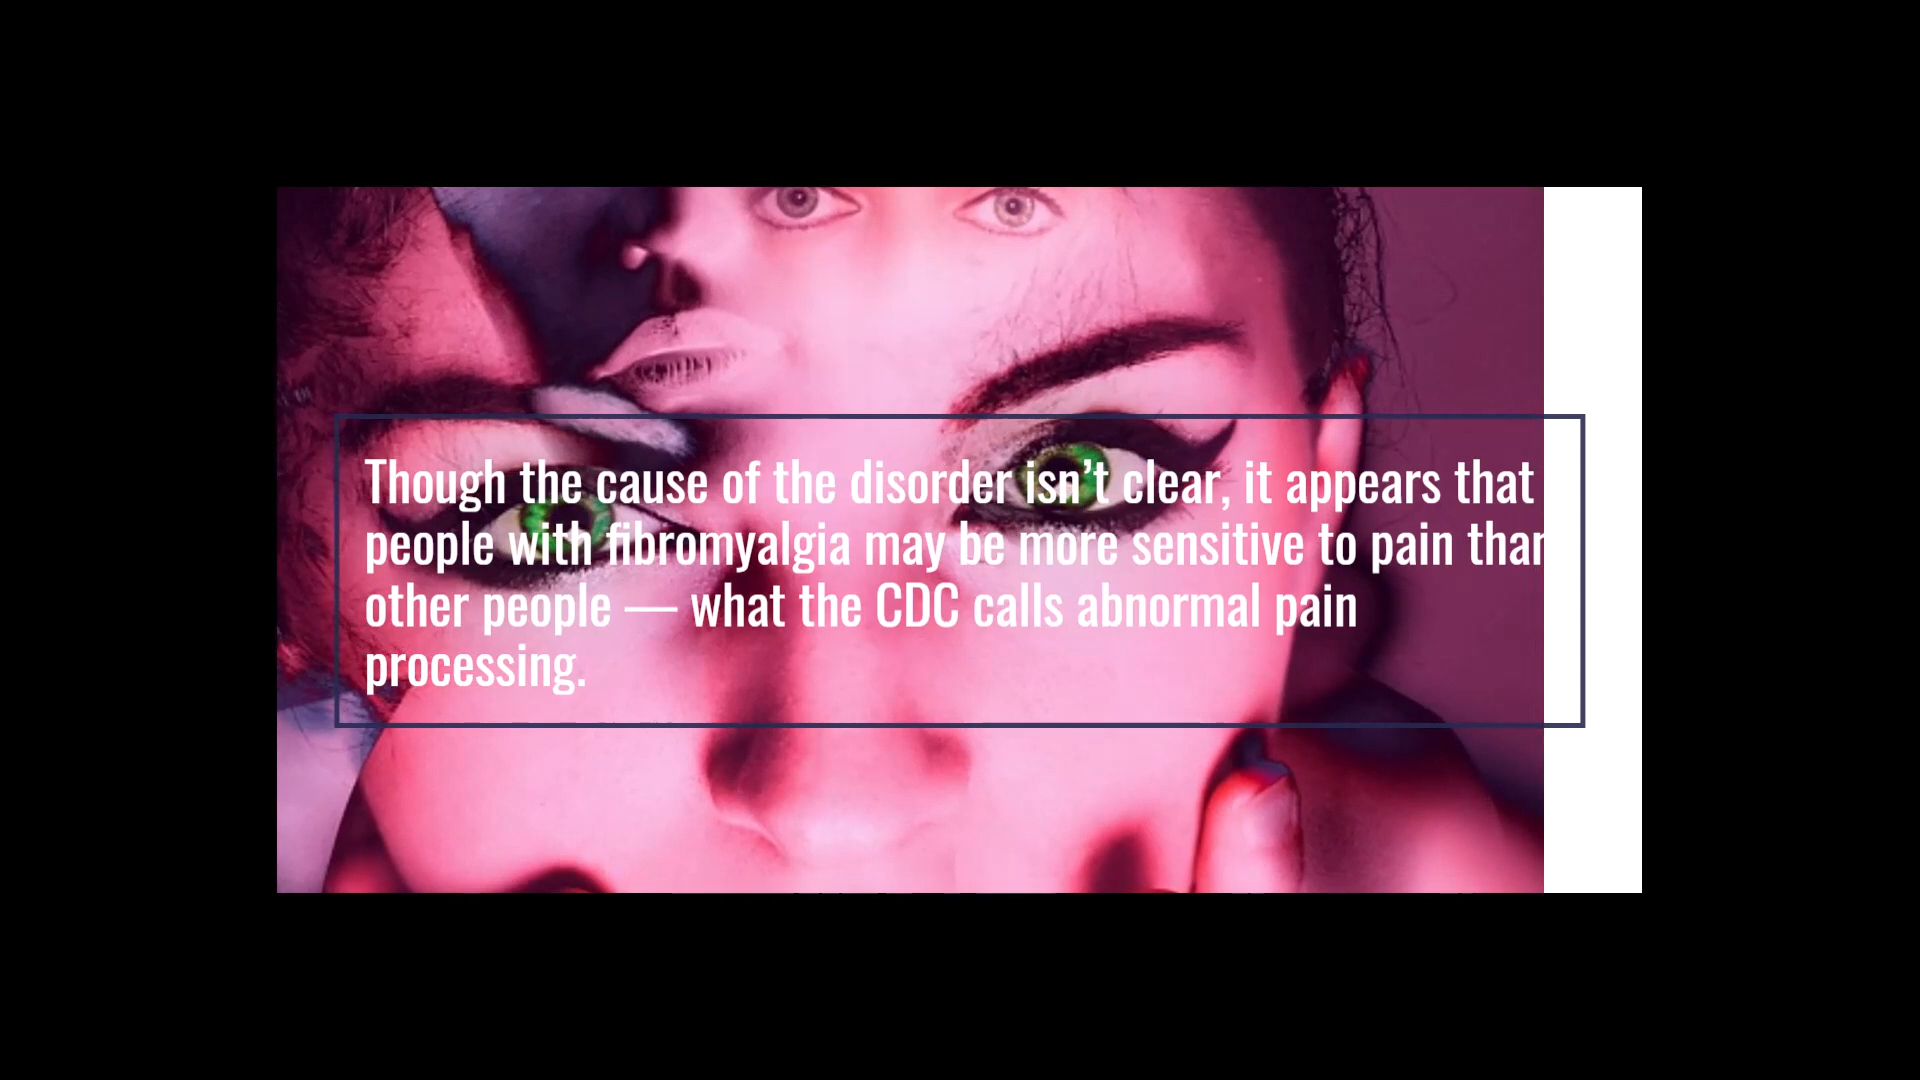 Though the cause of the disorder isn’t clear, it appears that
people with fibromyalgia may be more sensitive to pain than
other people — what the CDC calls abnormal pain
processing.